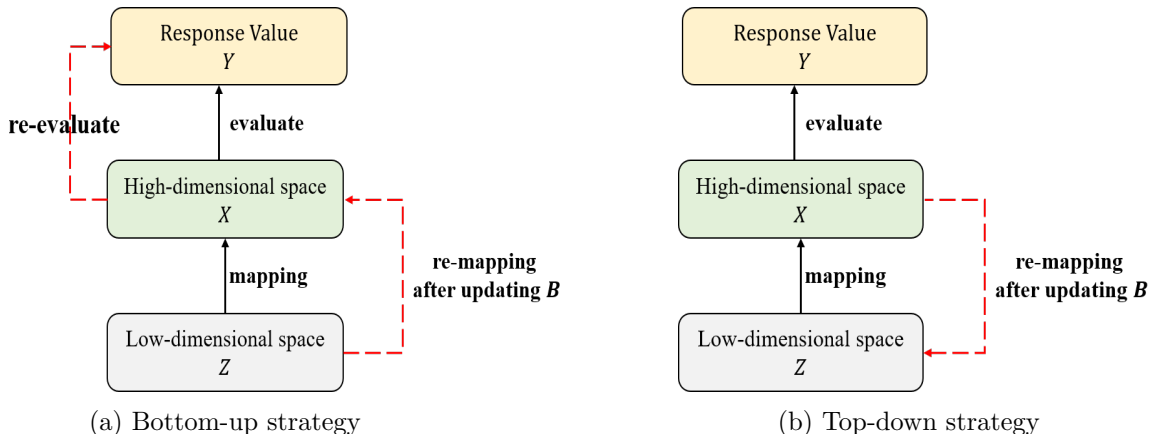 Response Value
Y
re-evaluate
evaluate
High-dimensional space
X
mapping
re-mapping
after updating B
Low-dimensional space
Z
(a) Bottom-up strategy
Response Value
Y
evaluate
High-dimensional space
X
mapping
re-mapping
after updating B
Low-dimensional space
Z
(b) Top-down strategy